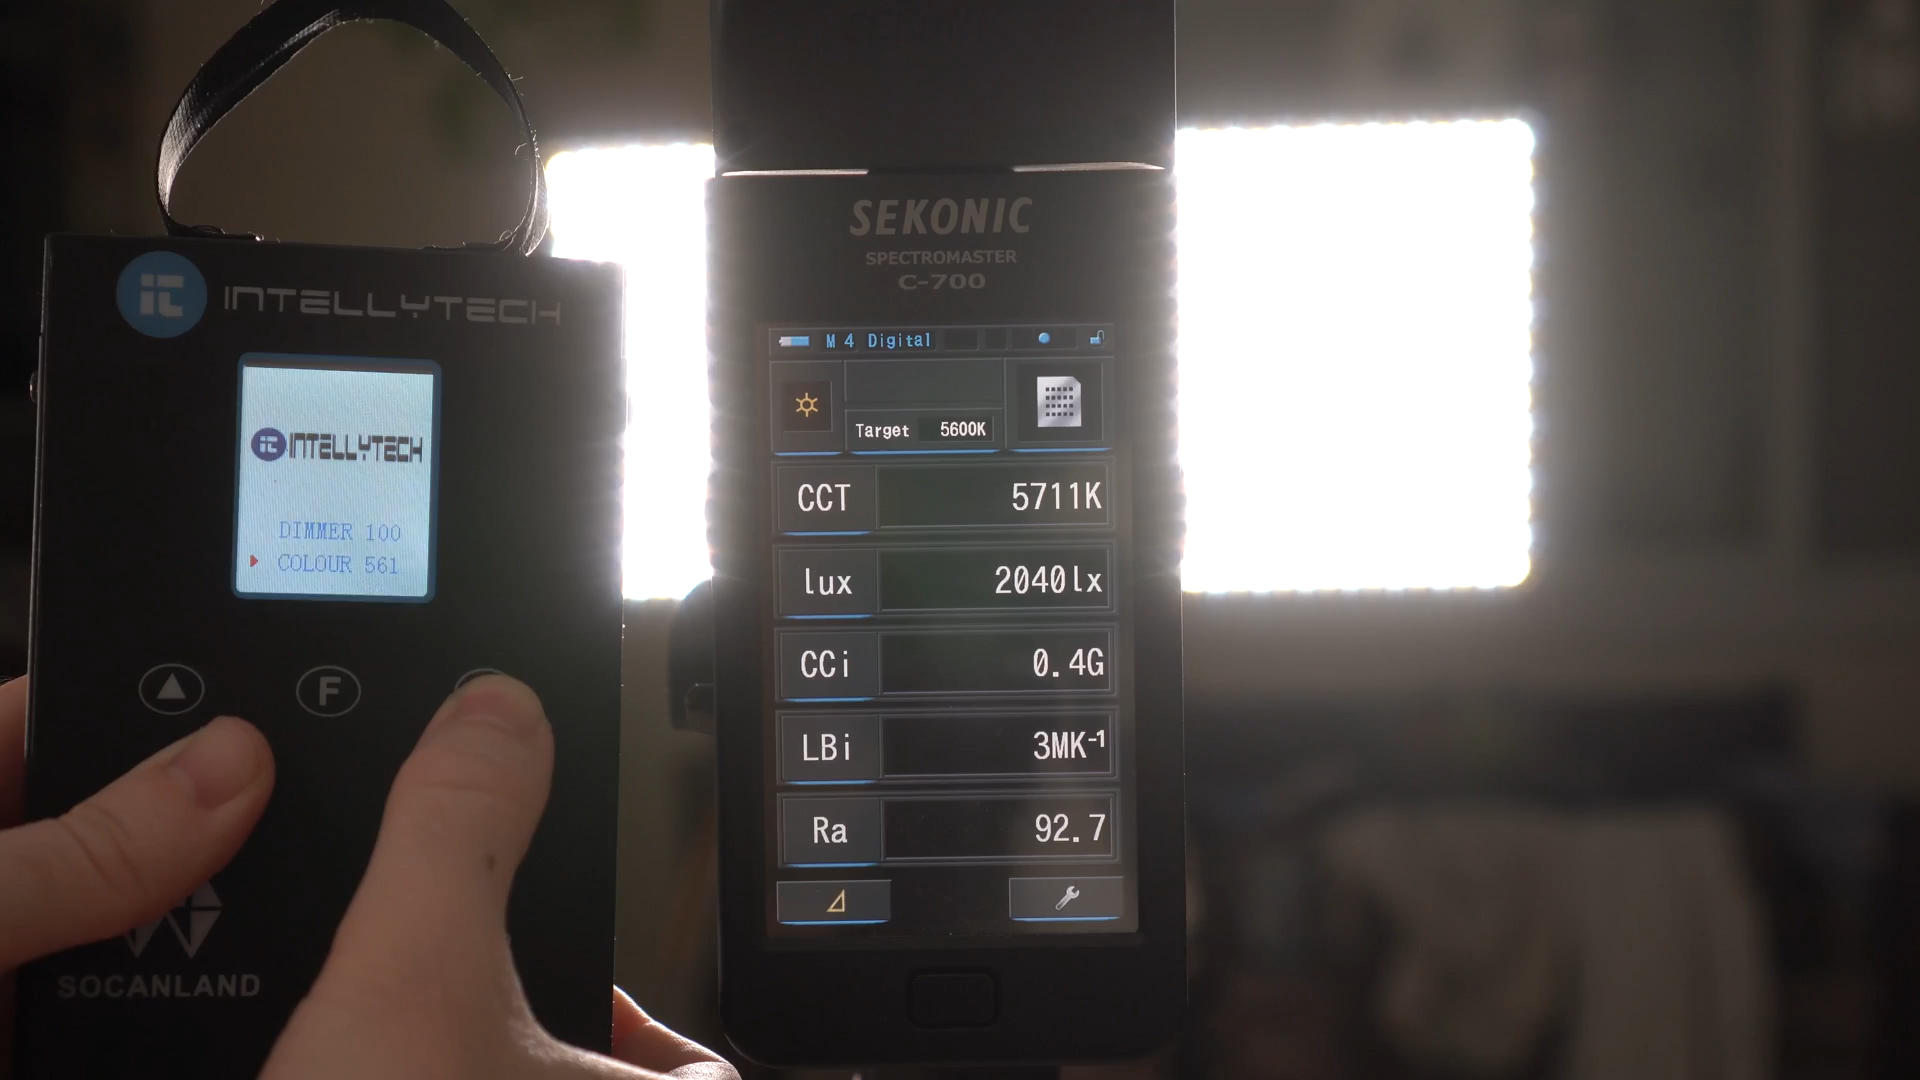 INTELLYTECH
INTELLYTECH
DIMMER 100
COLOUR 561
F
SOCANLAND
SEKONIC
SPECTROMASTER
C-700
M 4 Digital
Target 5600K
CCT 5711K
lux 2040lx
CCi 0.4G
LBi 3MK⁻¹
Ra 92.7